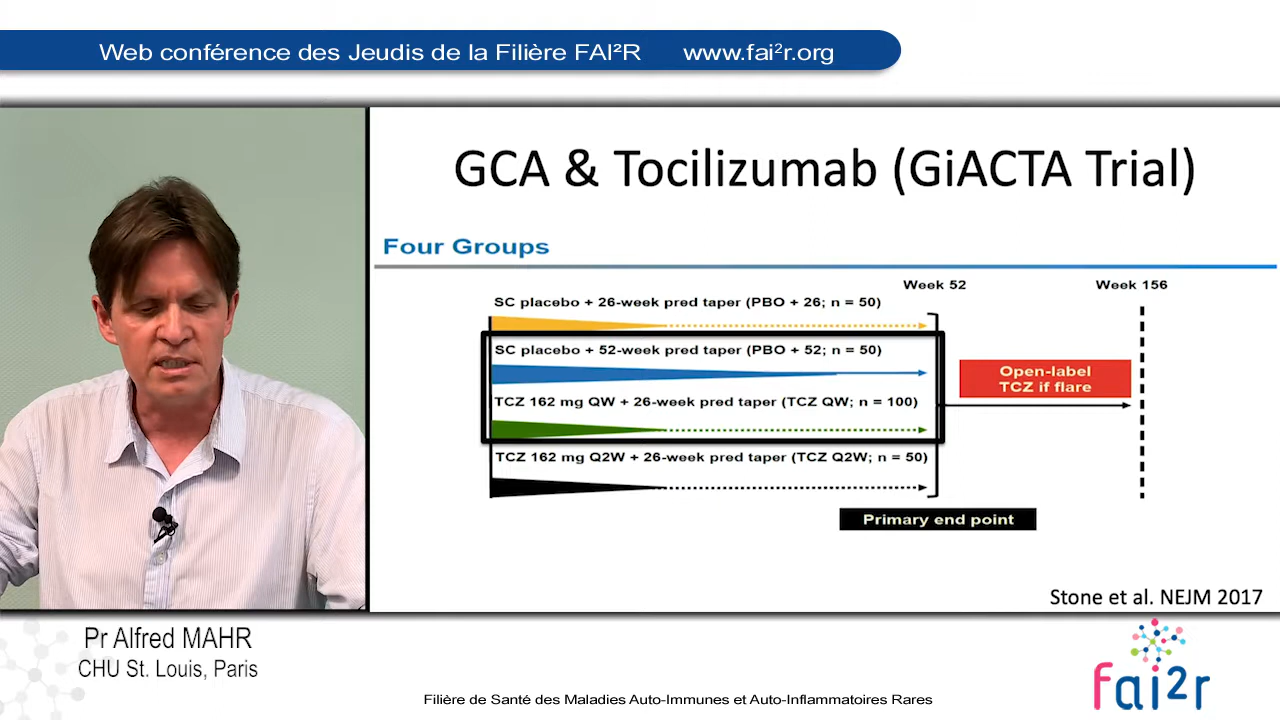 Web conférence des Jeudis de la Filière FAI²R www.fai²r.org
GCA & Tocilizumab (GiACTA Trial)
Four Groups
Week 52
Week 156
SC placebo + 26-week pred taper (PBO + 26; n = 50)
SC placebo + 52-week pred taper (PBO + 52; n = 50)
Open-label
TCZ if flare
TCZ 162 mg QW + 26-week pred taper (TCZ QW; n = 100)
TCZ 162 mg Q2W + 26-week pred taper (TCZ Q2W; n = 50)
Primary end point
Stone et al. NEJM 2017
Pr Alfred MAHR
CHU St. Louis, Paris
fai2r
Filière de Santé des Maladies Auto-Immunes et Auto-Inflammatoires Rares